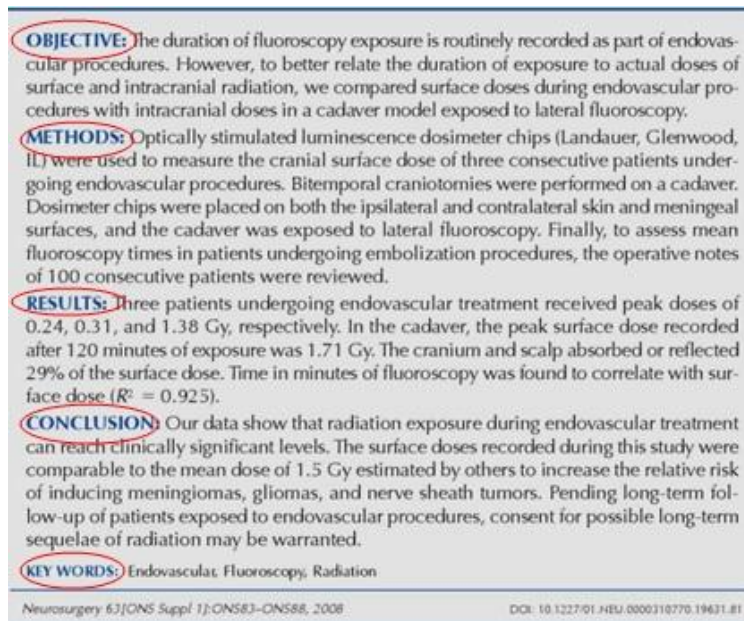 OBJECTIVE: The duration of fluoroscopy exposure is routinely recorded as part of endovas-
cular procedures. However, to better relate the duration of exposure to actual doses of
surface and intracranial radiation, we compared surface doses during endovascular pro-
cedures with intracranial doses in a cadaver model exposed to lateral fluoroscopy.
METHODS: Optically stimulated luminescence dosimeter chips (Landauer, Glenwood,
IL) were used to measure the cranial surface dose of three consecutive patients under-
going endovascular procedures. Bitemporal craniotomies were performed on a cadaver.
Dosimeter chips were placed on both the ipsilateral and contralateral skin and meningeal
surfaces, and the cadaver was exposed to lateral fluoroscopy. Finally, to assess mean
fluoroscopy times in patients undergoing embolization procedures, the operative notes
of 100 consecutive patients were reviewed.
RESULTS: Three patients undergoing endovascular treatment received peak doses of
0.24, 0.31, and 1.38 Gy, respectively. In the cadaver, the peak surface dose recorded
after 120 minutes of exposure was 1.71 Gy. The cranium and scalp absorbed or reflected
29% of the surface dose. Time in minutes of fluoroscopy was found to correlate with sur-
face dose (R² = 0.925).
CONCLUSION: Our data show that radiation exposure during endovascular treatment
can reach clinically significant levels. The surface doses recorded during this study were
comparable to the mean dose of 1.5 Gy estimated by others to increase the relative risk
of inducing meningiomas, gliomas, and nerve sheath tumors. Pending long-term fol-
low-up of patients exposed to endovascular procedures, consent for possible long-term
sequelae of radiation may be warranted.
KEY WORDS: Endovascular, Fluoroscopy, Radiation
Neurosurgery 63[ONS Suppl 1]:ONS83–ONS88, 2008 DOI: 10.1227/01.NEU.0000310770.19631.81